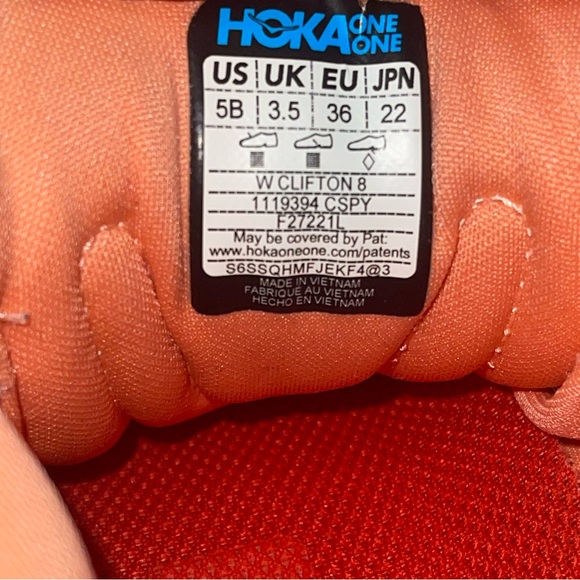 HOKA ONE ONE
US UK EU JPN
5B 3.5 36 22
W CLIFTON 8
1119394 CSPY
F27221L
May be covered by Pat:
www.hokaoneone.com/patents
S6SSQHMFJEKF4@3
MADE IN VIETNAM
FABRIQUÉ AU VIETNAM
HECHO EN VIETNAM